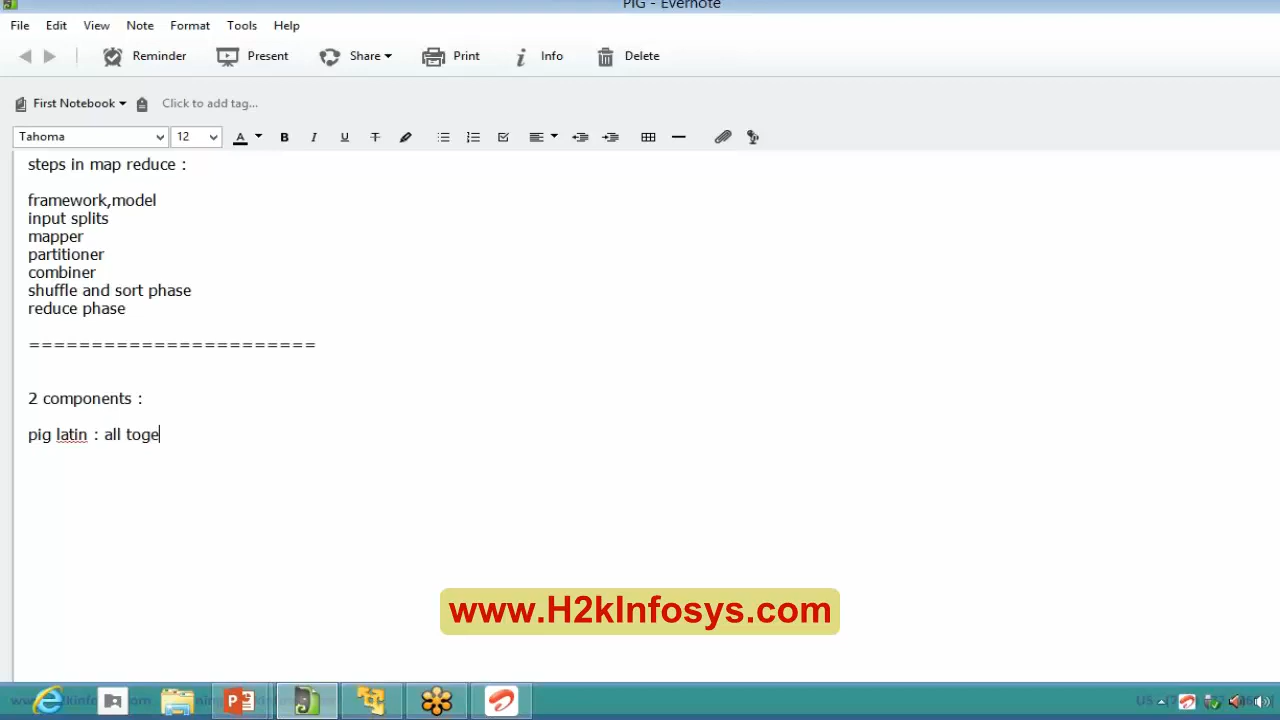 PIG - Evernote
File Edit View Note Format Tools Help
Reminder Present Share Print Info Delete
First Notebook Click to add tag...
Tahoma 12 A B I U T
steps in map reduce :
framework,model
input splits
mapper
partitioner
combiner
shuffle and sort phase
reduce phase
=======================
2 components :
pig latin : all toge
www.H2kInfosys.com
US